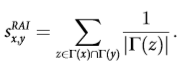 $s_{x,y}^{RAI} = \sum_{z \in \Gamma(x) \cap \Gamma(y)} \frac{1}{|\Gamma(z)|}.$